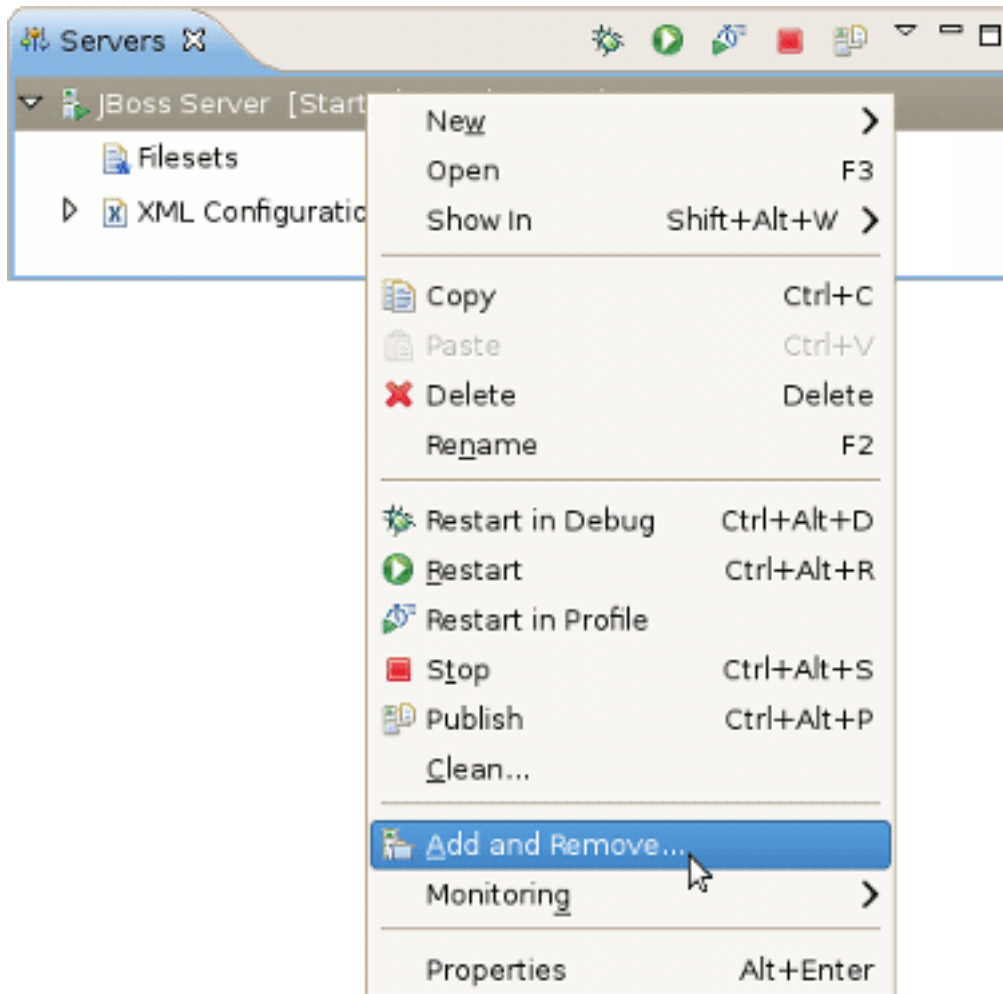 Servers
JBoss Server [Start
Filesets
XML Configuratio
New
Open F3
Show In Shift+Alt+W
Copy Ctrl+C
Paste Ctrl+V
Delete Delete
Rename F2
Restart in Debug Ctrl+Alt+D
Restart Ctrl+Alt+R
Restart in Profile
Stop Ctrl+Alt+S
Publish Ctrl+Alt+P
Clean...
Add and Remove...
Monitoring
Properties Alt+Enter